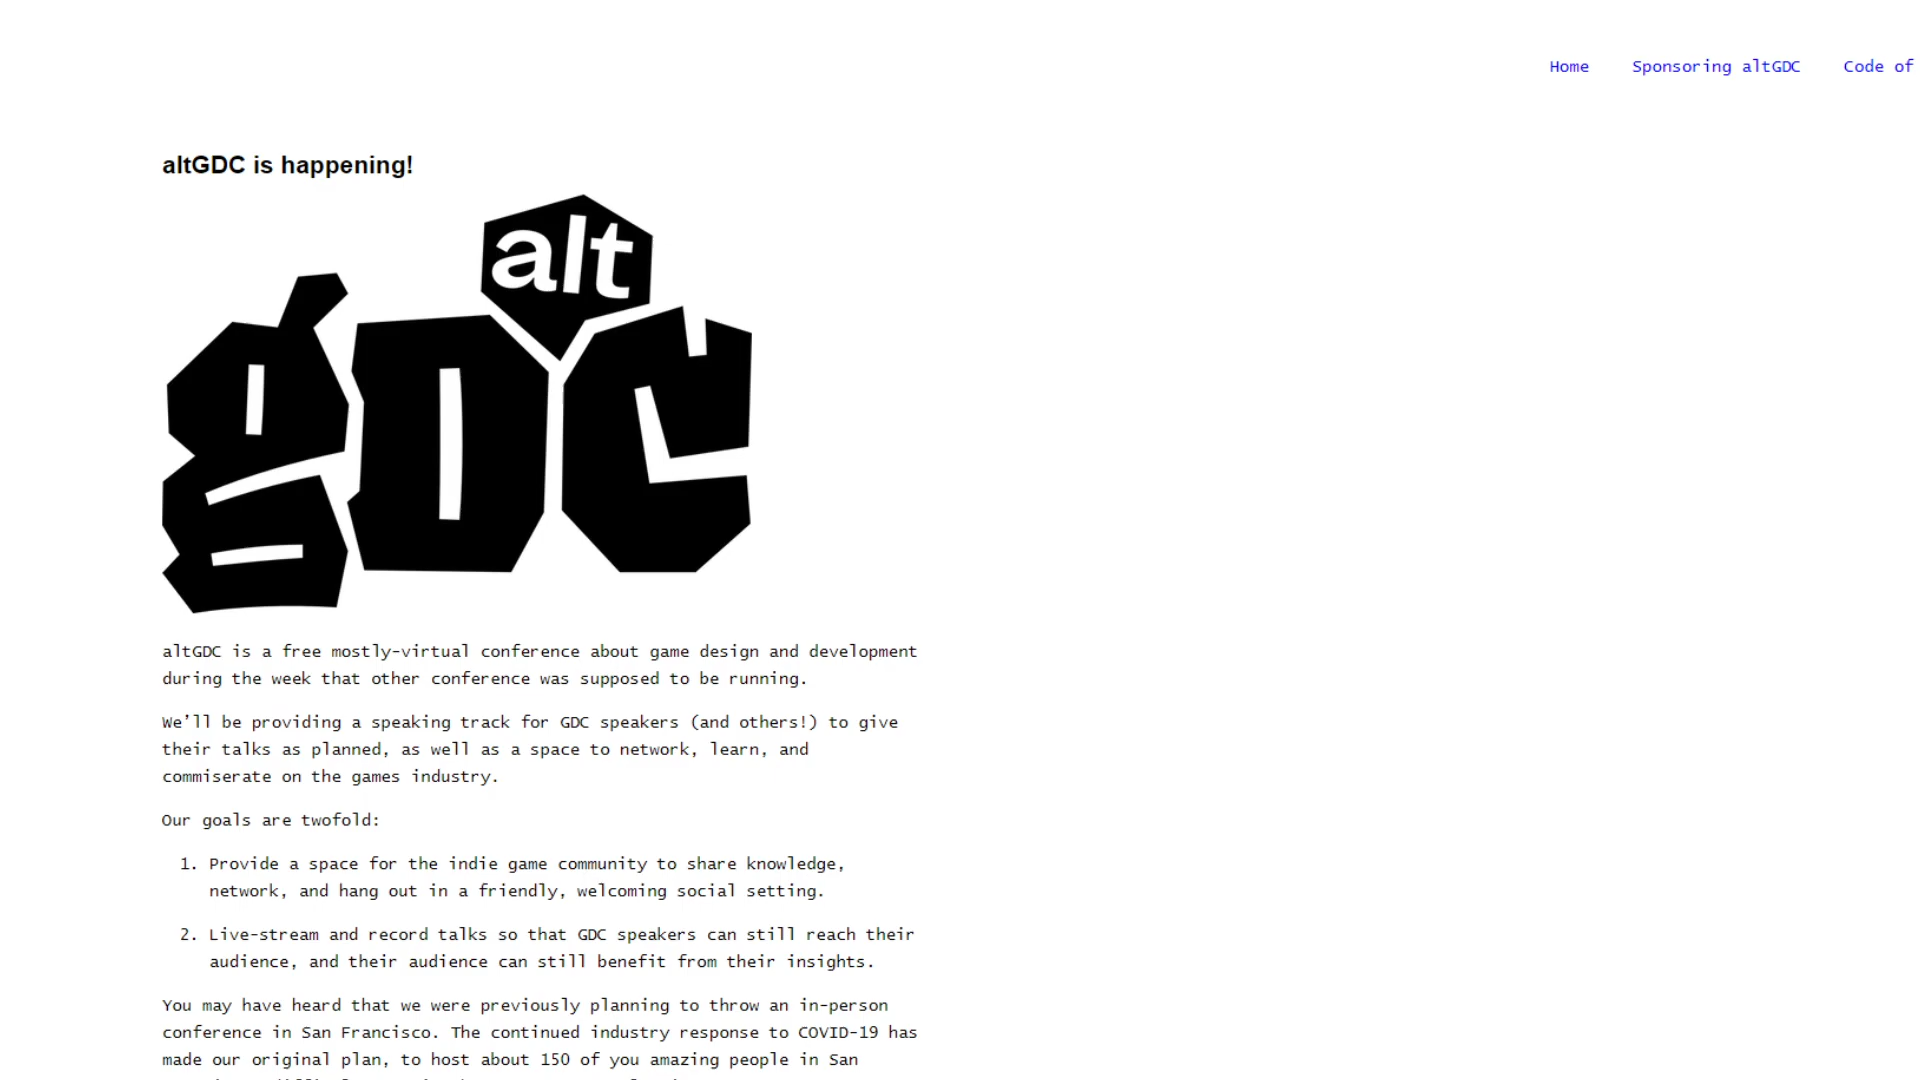 Home Sponsoring altGDC Code of
altGDC is happening!
alt
gDC
altGDC is a free mostly-virtual conference about game design and development
during the week that other conference was supposed to be running.
We’ll be providing a speaking track for GDC speakers (and others!) to give
their talks as planned, as well as a space to network, learn, and
commiserate on the games industry.
Our goals are twofold:
1. Provide a space for the indie game community to share knowledge,
network, and hang out in a friendly, welcoming social setting.
2. Live-stream and record talks so that GDC speakers can still reach their
audience, and their audience can still benefit from their insights.
You may have heard that we were previously planning to throw an in-person
conference in San Francisco. The continued industry response to COVID-19 has
made our original plan, to host about 150 of you amazing people in San